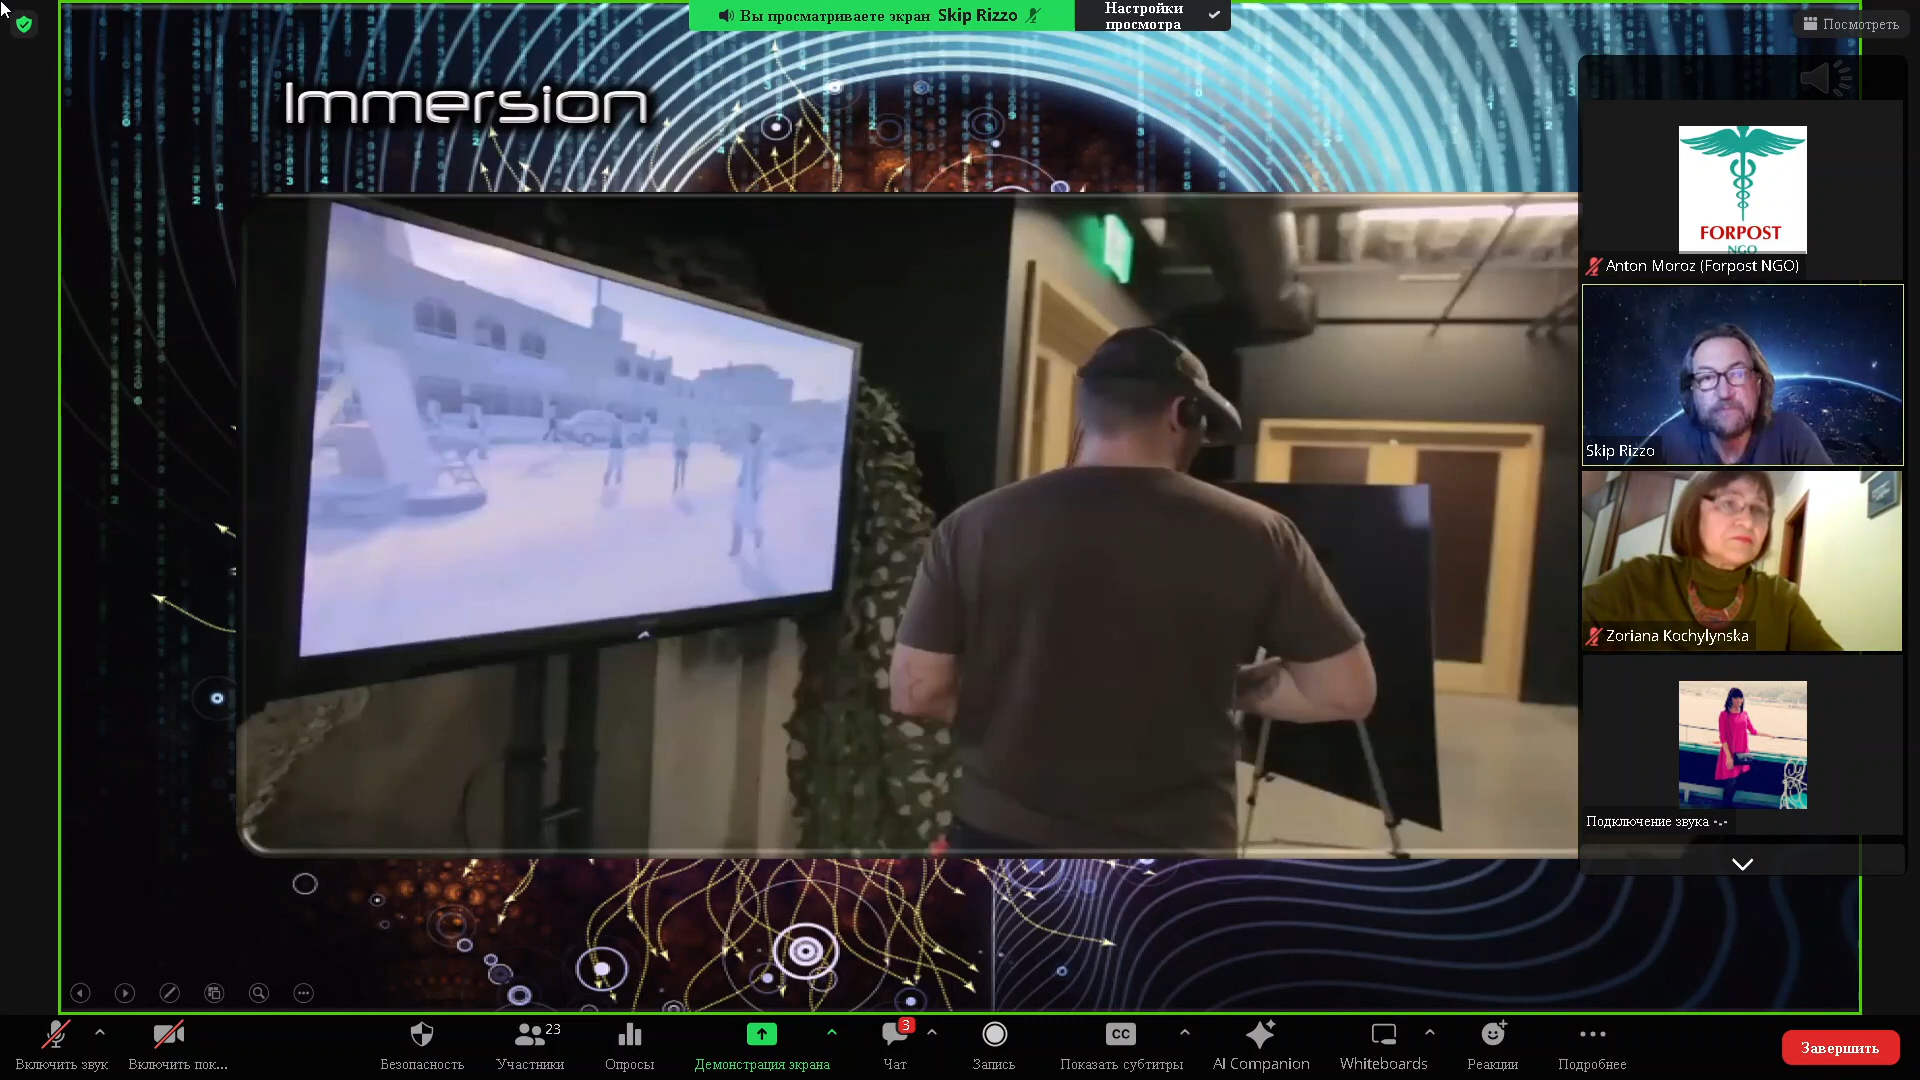 Вы просматриваете экран Skip Rizzo
Настройки
просмотра
Посмотреть
Immersion
FORPOST
NGO
Anton Moroz (Forpost NGO)
Skip Rizzo
Zoriana Kochylynska
Подключение звука
Включить звук
Включить пок...
Безопасность
23
Участники
Опросы
Демонстрация экрана
3
Чат
Запись
CC
Показать субтитры
AI Companion
Whiteboards
Реакции
Подробнее
Завершить